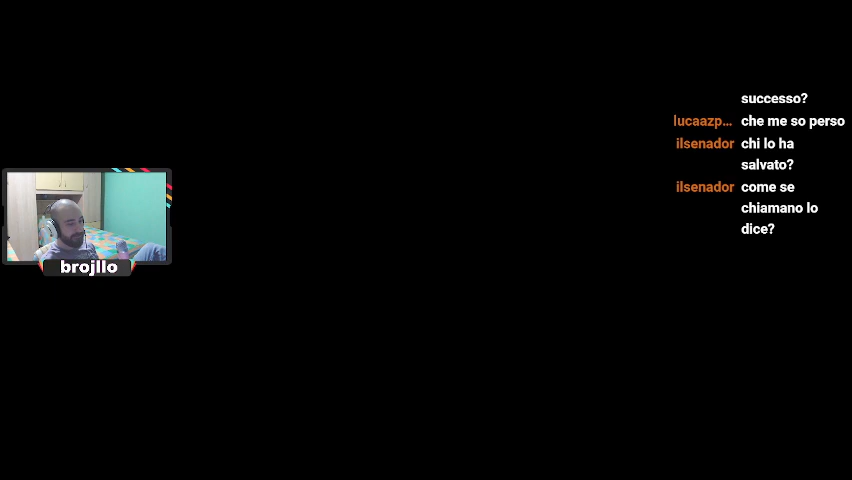 successo?
lucaazp... che me so perso
ilsenador chi lo ha
salvato?
ilsenador come se
chiamano lo
dice?
brojllo